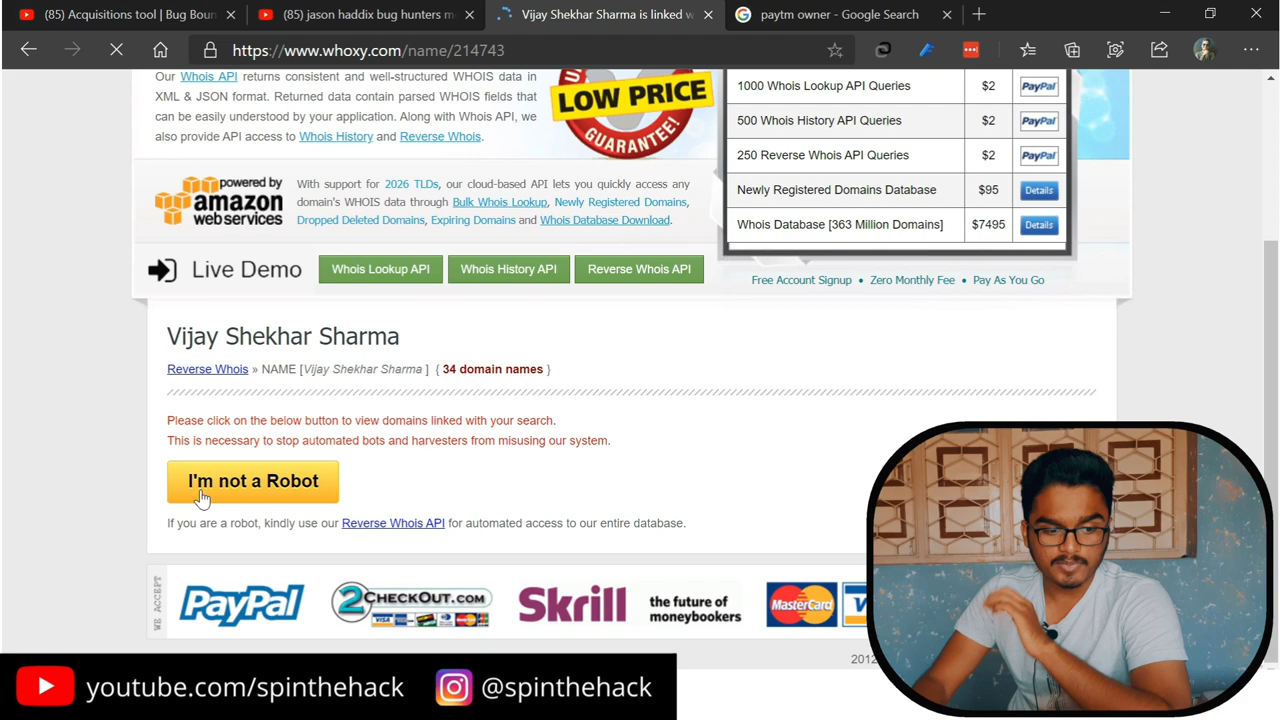 (85) Acquisitions tool | Bug Boun
(85) jason haddix bug hunters m
Vijay Shekhar Sharma is linked w
paytm owner - Google Search
https://www.whoxy.com/name/214743
Our Whois API returns consistent and well-structured WHOIS data in
XML & JSON format. Returned data contain parsed WHOIS fields that
can be easily understood by your application. Along with Whois API, we
also provide API access to Whois History and Reverse Whois.
LOW PRICE
GUARANTEE!
1000 Whois Lookup API Queries $2 PayPal
500 Whois History API Queries $2 PayPal
250 Reverse Whois API Queries $2 PayPal
Newly Registered Domains Database $95 Details
Whois Database [363 Million Domains] $7495 Details
powered by
amazon
web services
With support for 2026 TLDs, our cloud-based API lets you quickly access any
domain's WHOIS data through Bulk Whois Lookup, Newly Registered Domains,
Dropped Deleted Domains, Expiring Domains and Whois Database Download.
Live Demo Whois Lookup API Whois History API Reverse Whois API
Free Account Signup • Zero Monthly Fee • Pay As You Go
Vijay Shekhar Sharma
Reverse Whois » NAME [Vijay Shekhar Sharma ] { 34 domain names }
Please click on the below button to view domains linked with your search.
This is necessary to stop automated bots and harvesters from misusing our system.
I'm not a Robot
If you are a robot, kindly use our Reverse Whois API for automated access to our entire database.
WE ACCEPT
PayPal
2CHECKOUT.COM
VISA
Skrill
the future of
moneybookers
MasterCard
2012
youtube.com/spinthehack @spinthehack